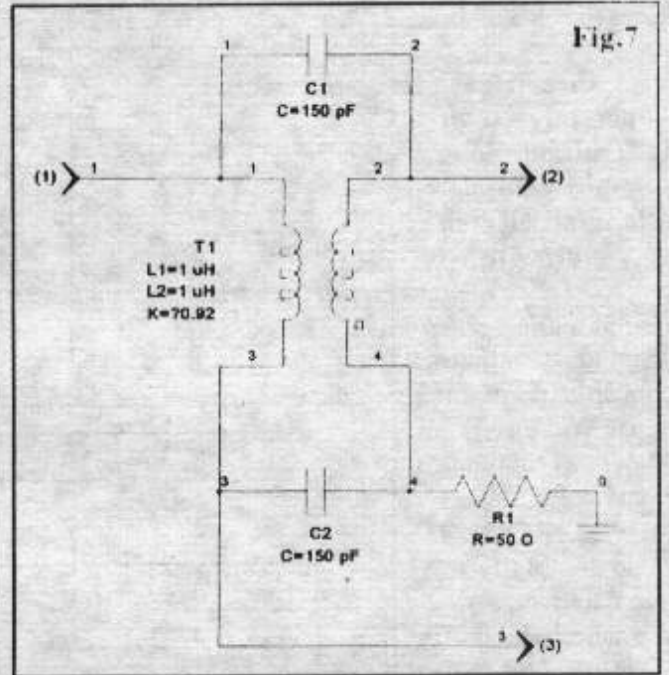 Fig.7
1 2
C1
C=150 pF
(1) 1 1 2 2 (2)
T1
L1=1 uH
L2=1 uH
K=?0.92
3 4
3 4 0
C2
C=150 pF
R1
R=50 Ω
3 (3)